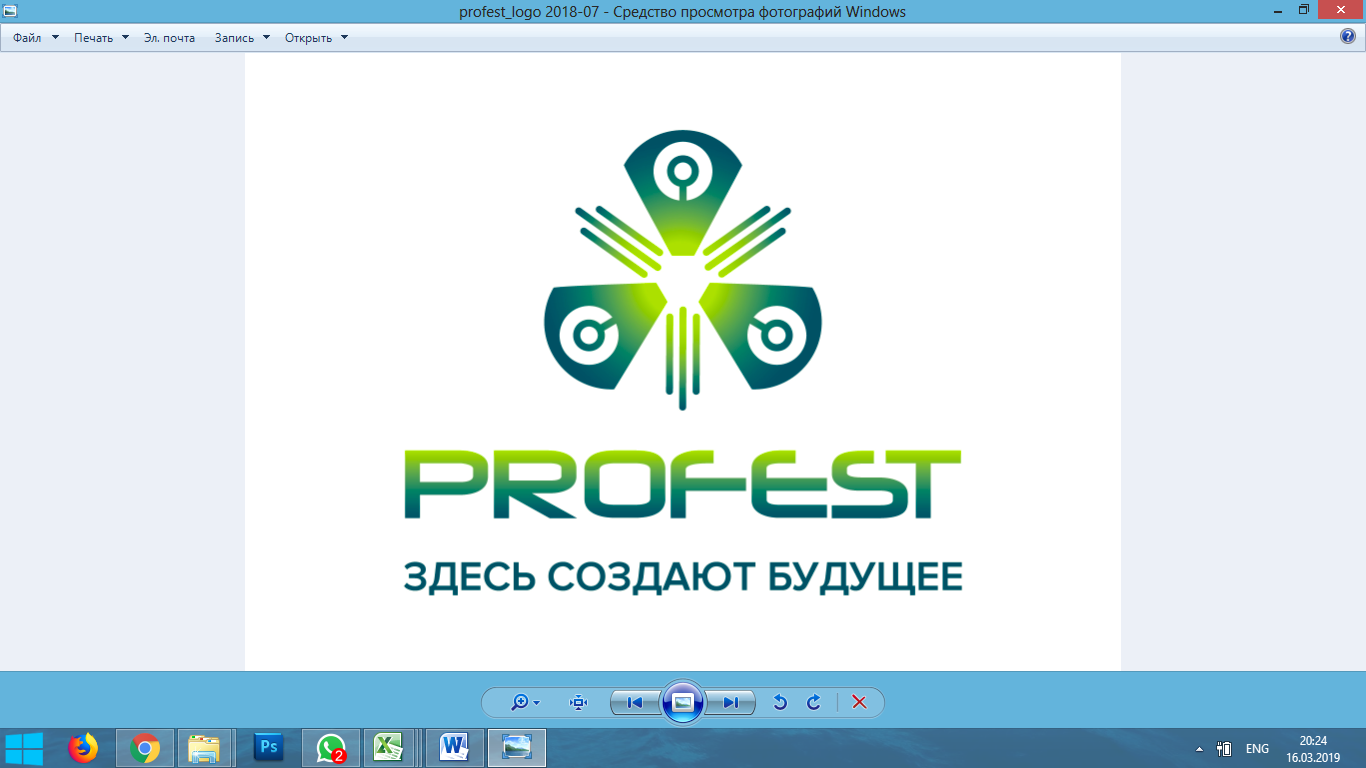 profest_logo 2018-07 - Средство просмотра фотографий Windows
Файл Печать Эл. почта Запись Открыть
PROFEST
ЗДЕСЬ СОЗДАЮТ БУДУЩЕЕ
Ps 2 ENG 20:24
16.03.2019